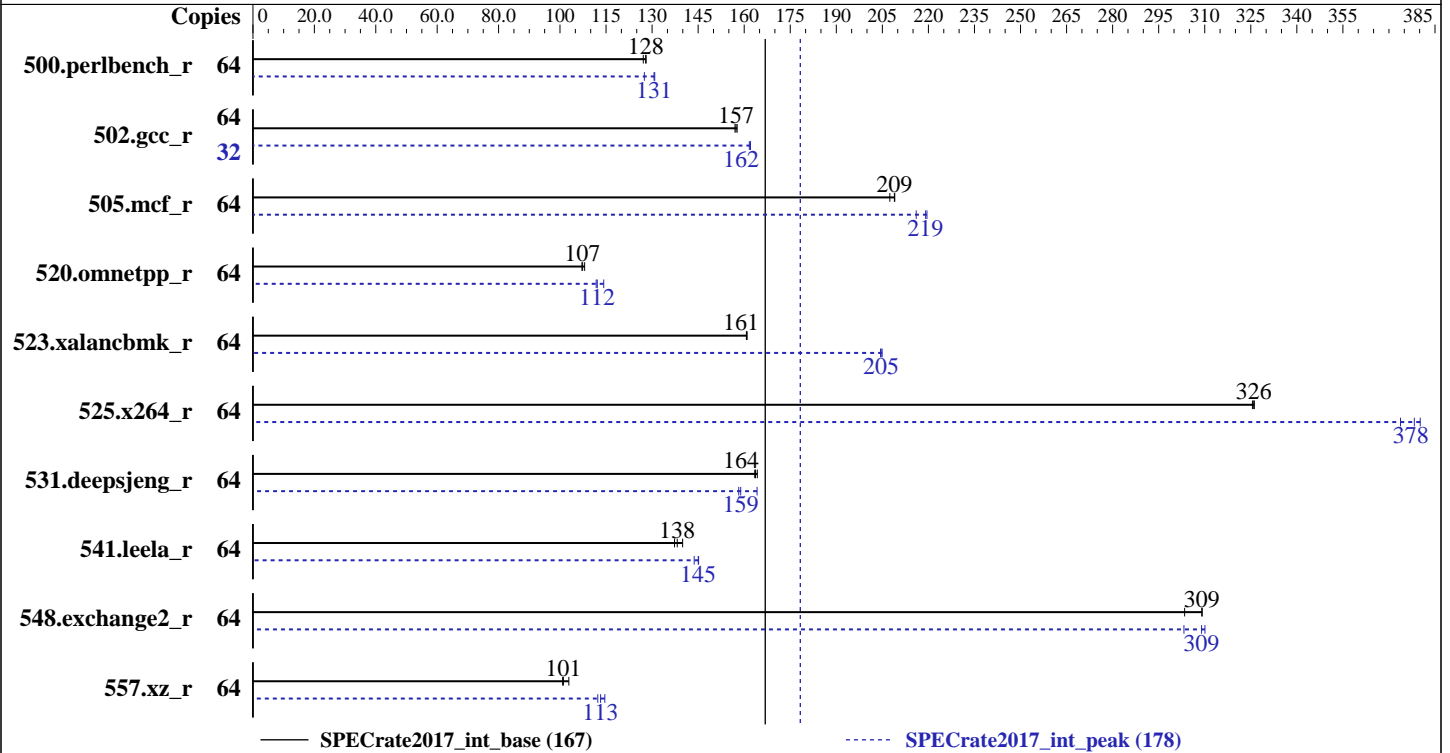 Copies 0 20.0 40.0 60.0 80.0 100 115 130 145 160 175 190 205 220 235 250 265 280 295 310 325 340 355 385
128
500.perlbench_r 64
131
64 157
502.gcc_r
32 162
209
505.mcf_r 64
219
107
520.omnetpp_r 64
112
161
523.xalancbmk_r 64
205
326
525.x264_r 64
378
164
531.deepsjeng_r 64
159
138
541.leela_r 64
145
309
548.exchange2_r 64
309
101
557.xz_r 64
113
SPECrate2017_int_base (167) SPECrate2017_int_peak (178)